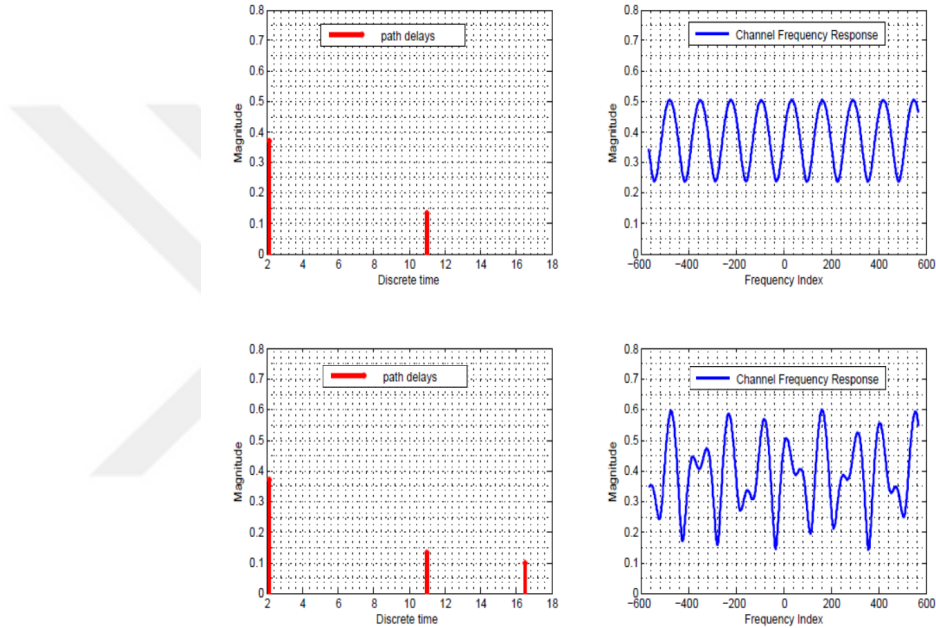 0.8
0.7
0.6
0.5
0.4
0.3
0.2
0.1
0
Magnitude
path delays
2 4 6 8 10 12 14 16 18
Discrete time
0.8
0.7
0.6
0.5
0.4
0.3
0.2
0.1
0
Magnitude
Channel Frequency Response
−600 −400 −200 0 200 400 600
Frequency Index
0.8
0.7
0.6
0.5
0.4
0.3
0.2
0.1
0
Magnitude
path delays
2 4 6 8 10 12 14 16 18
Discrete time
0.8
0.7
0.6
0.5
0.4
0.3
0.2
0.1
0
Magnitude
Channel Frequency Response
−600 −400 −200 0 200 400 600
Frequency Index